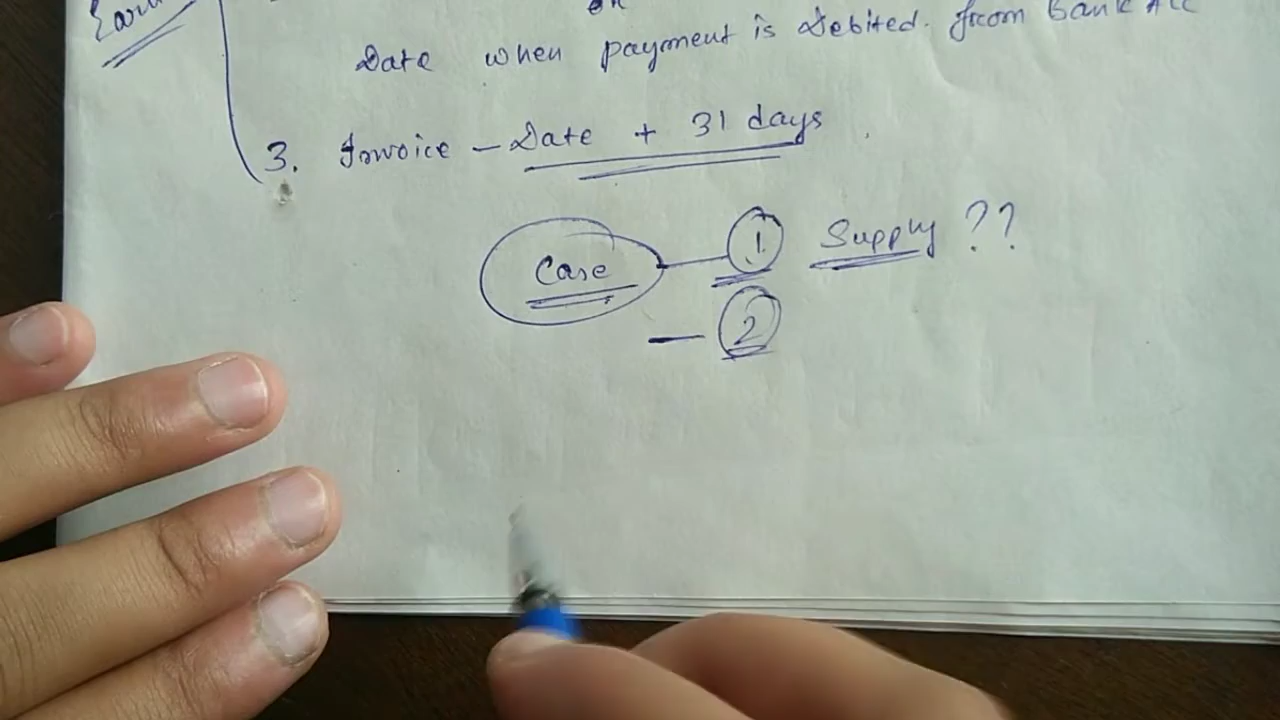 Date when payment is Debited. from Bank A/c
3. Invoice - Date + 31 days
Case 1 Supply ??
- 2